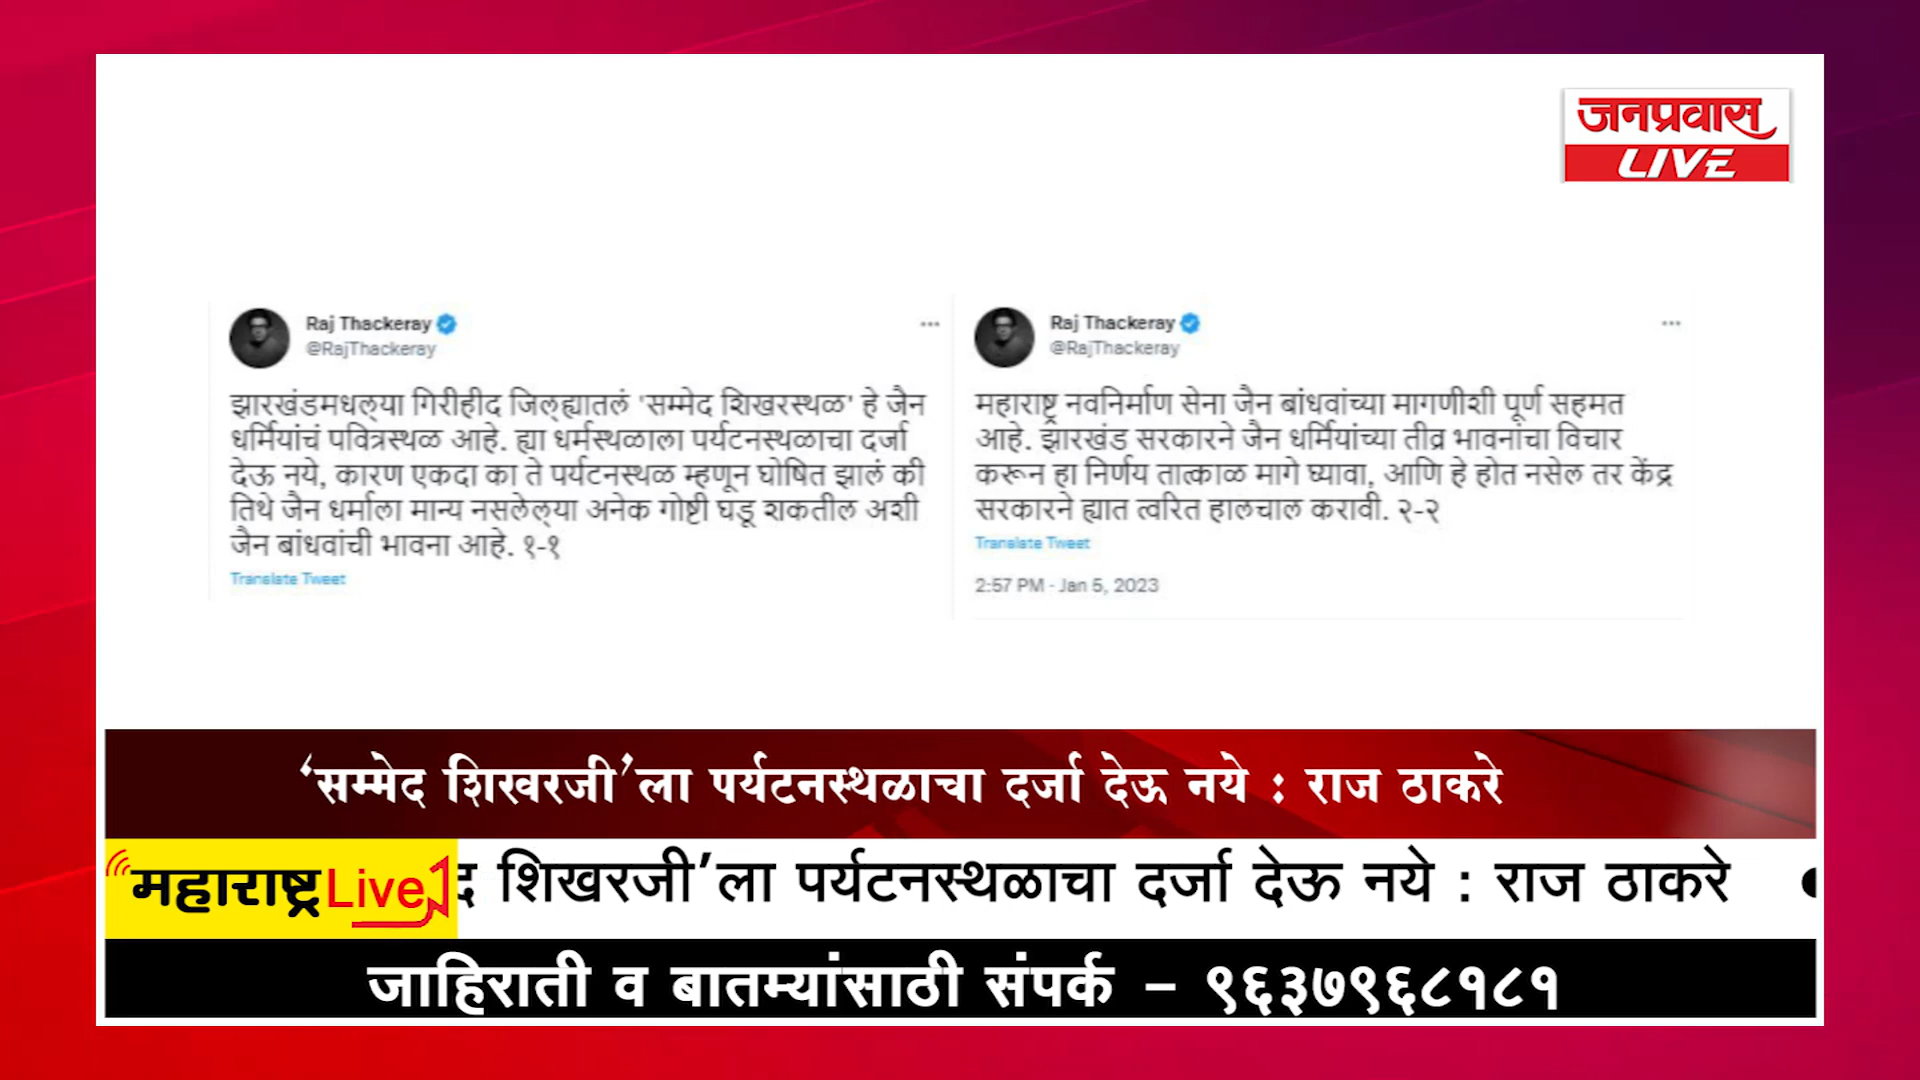 जनप्रवास
LIVE
Raj Thackeray
@RajThackeray
झारखंडमधल्या गिरीहीद जिल्ह्यातलं 'सम्मेद शिखरस्थळ' हे जैन
धर्मियांचं पवित्रस्थळ आहे. ह्या धर्मस्थळाला पर्यटनस्थळाचा दर्जा
देऊ नये, कारण एकदा का ते पर्यटनस्थळ म्हणून घोषित झालं की
तिथे जैन धर्माला मान्य नसलेल्या अनेक गोष्टी घडू शकतील अशी
जैन बांधवांची भावना आहे. १-१
Translate Tweet
Raj Thackeray
@RajThackeray
महाराष्ट्र नवनिर्माण सेना जैन बांधवांच्या मागणीशी पूर्ण सहमत
आहे. झारखंड सरकारने जैन धर्मियांच्या तीव्र भावनांचा विचार
करून हा निर्णय तात्काळ मागे घ्यावा, आणि हे होत नसेल तर केंद्र
सरकारने ह्यात त्वरित हालचाल करावी. २-२
Translate Tweet
2:57 PM - Jan 5, 2023
‘सम्मेद शिखरजी’ला पर्यटनस्थळाचा दर्जा देऊ नये : राज ठाकरे
महाराष्ट्र Live1
द शिखरजी’ला पर्यटनस्थळाचा दर्जा देऊ नये : राज ठाकरे
जाहिराती व बातम्यांसाठी संपर्क – ९६३७९६८१८१